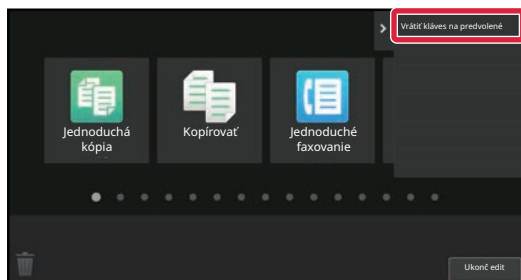 Vrátiť kláves na predvolené
Jednoduchá
kópia
Kopírovať
Jednoduché
faxovanie
Ukonč edit